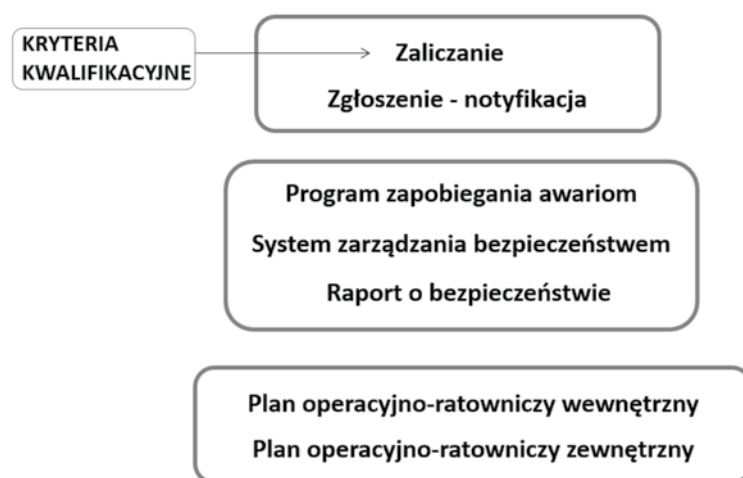 KRYTERIA
KWALIFIKACYJNE
Zaliczanie
Zgłoszenie - notyfikacja
Program zapobiegania awariom
System zarządzania bezpieczeństwem
Raport o bezpieczeństwie
Plan operacyjno-ratowniczy wewnętrzny
Plan operacyjno-ratowniczy zewnętrzny